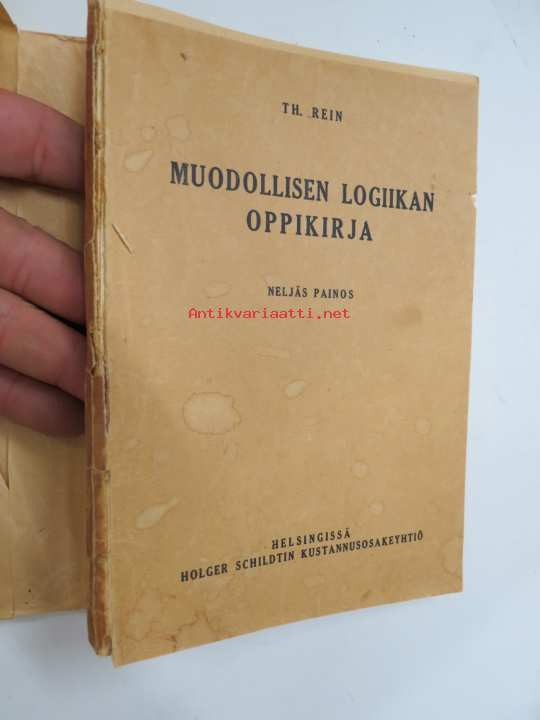 TH. REIN
MUODOLLISEN LOGIIKAN
OPPIKIRJA
NELJÄS PAINOS
Antikvariaatti.net
HELSINGISSÄ
HOLGER SCHILDTIN KUSTANNUSOSAKEYHTIÖ